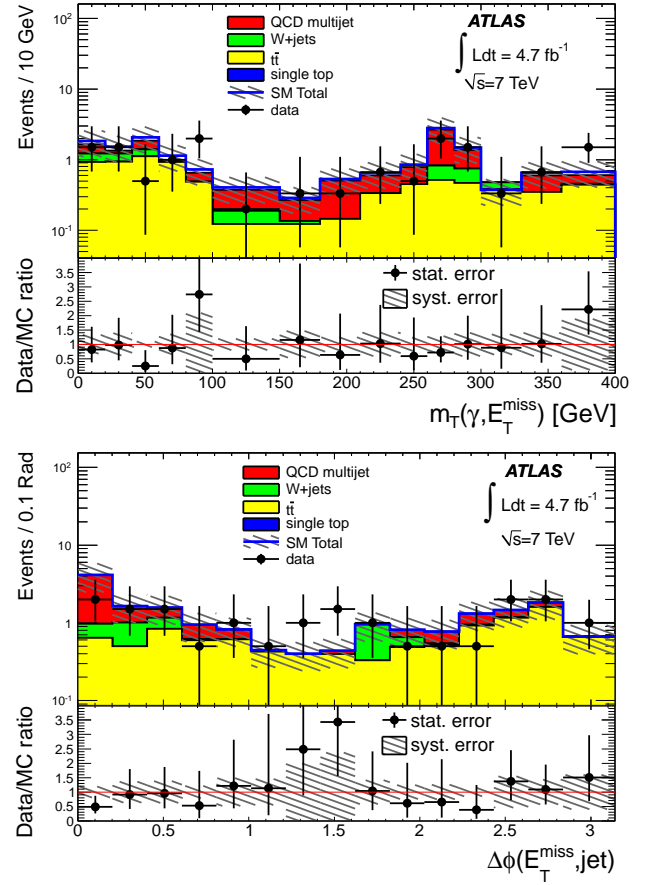 Events / 10 GeV
10²
10
1
10⁻¹
QCD multijet
W+jets
tt̄
single top
SM Total
data
ATLAS
∫ Ldt = 4.7 fb⁻¹
√s=7 TeV
Data/MC ratio
3.5
3
2.5
2
1.5
1
0.5
0
stat. error
syst. error
0 50 100 150 200 250 300 350 400
m_T(γ,E_T^miss) [GeV]
Events / 0.1 Rad
10²
10
1
10⁻¹
QCD multijet
W+jets
tt̄
single top
SM Total
data
ATLAS
∫ Ldt = 4.7 fb⁻¹
√s=7 TeV
Data/MC ratio
3.5
3
2.5
2
1.5
1
0.5
0
stat. error
syst. error
0 0.5 1 1.5 2 2.5 3
Δϕ(E_T^miss,jet)